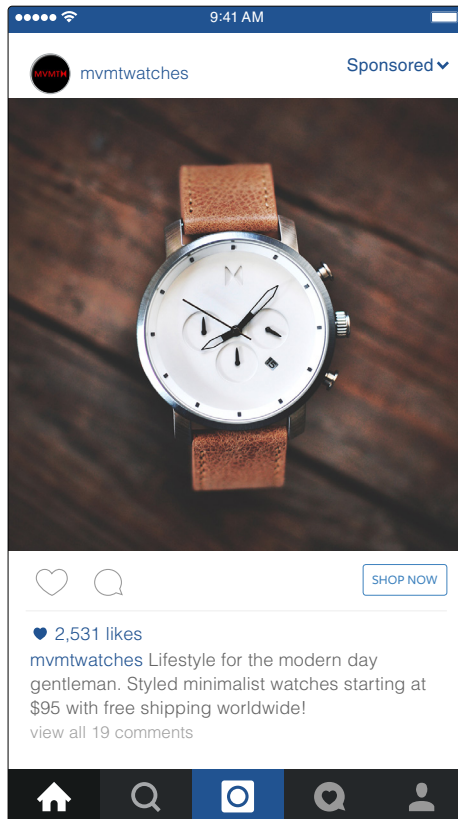 9:41 AM
MVMTH
mvmtwatches
Sponsored
SHOP NOW
2,531 likes
mvmtwatches Lifestyle for the modern day
gentleman. Styled minimalist watches starting at
$95 with free shipping worldwide!
view all 19 comments